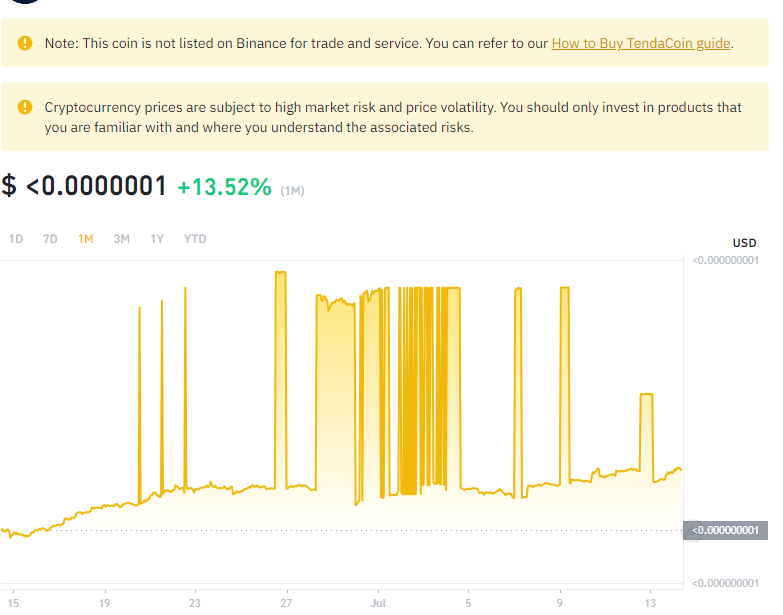 Note: This coin is not listed on Binance for trade and service. You can refer to our How to Buy TendaCoin guide.
Cryptocurrency prices are subject to high market risk and price volatility. You should only invest in products that
you are familiar with and where you understand the associated risks.
$ <0.0000001 +13.52% (1M)
1D 7D 1M 3M 1Y YTD
USD
<0.000000001
<0.000000001
<0.000000001
15 19 23 27 Jul 5 9 13